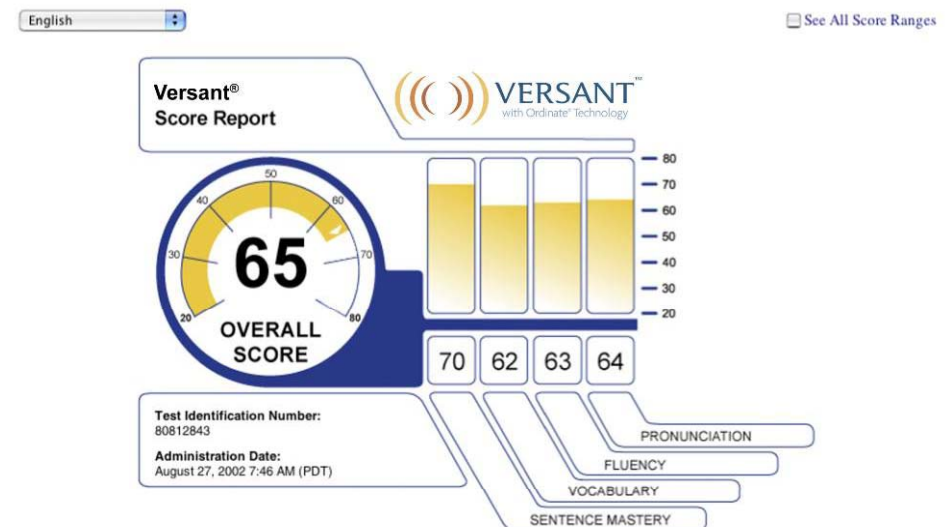 English
See All Score Ranges
Versant®
Score Report
VERSANT™
with Ordinate® Technology
20
30
40
50
60
70
80
65
OVERALL
SCORE
80
70
60
50
40
30
20
70 62 63 64
Test Identification Number:
80812843
Administration Date:
August 27, 2002 7:46 AM (PDT)
PRONUNCIATION
FLUENCY
VOCABULARY
SENTENCE MASTERY